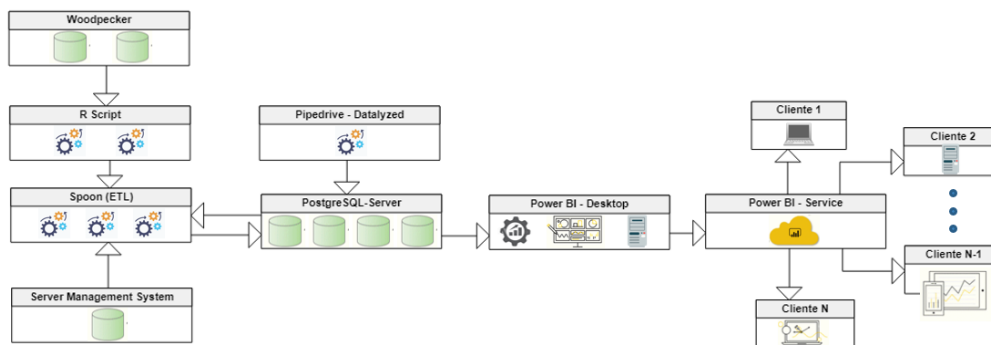 Woodpecker
R Script
Pipedrive - Datalyzed
Cliente 1
Cliente 2
Spoon (ETL)
PostgreSQL-Server
Power BI - Desktop
Power BI - Service
Cliente N-1
Server Management System
Cliente N